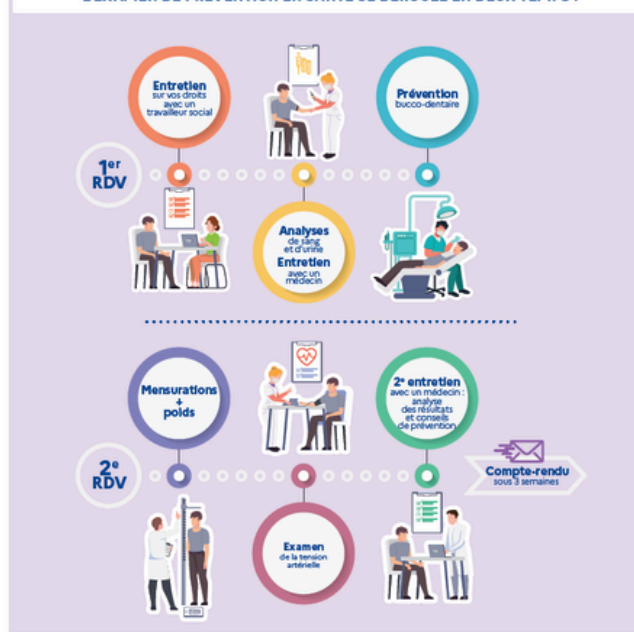 1er
RDV
Entretien
sur vos droits
avec un
travailleur social
Analyses
de sang
et d'urine
Entretien
avec un
médecin
Prévention
bucco-dentaire
2e
RDV
Mensurations
+
poids
Examen
de la tension
artérielle
2e entretien
avec un médecin :
analyse
des résultats
et conseils
de prévention
Compte-rendu
sous 3 semaines